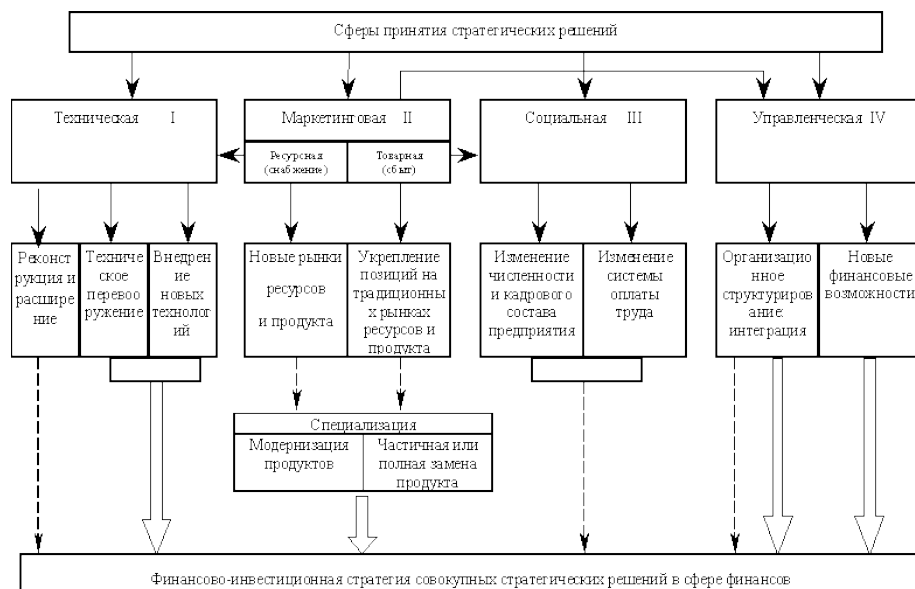 Сферы принятия стратегических решений
Техническая I
Маркетинговая II
Ресурсная
(снабжение)
Товарная
(сбыт)
Социальная III
Управленческая IV
Реконст
рукция и
расшире
ние
Техниче
ское
перевоо
ружение
Внедрен
ие
новых
технолог
ий
Новые рынки
ресурсов
и продукта
Укрепление
позиций на
традиционны
х рынках
ресурсов и
продукта
Изменение
численности
и кадрового
состава
предприятия
Изменение
системы
оплаты
труда
Организацио
нное
структуриров
ание:
интеграция
Новые
финансовые
возможности
Специализация
Модернизация
продуктов
Частичная или
полная замена
продукта
Финансово-инвестиционная стратегия совокупных стратегических решений в сфере финансов